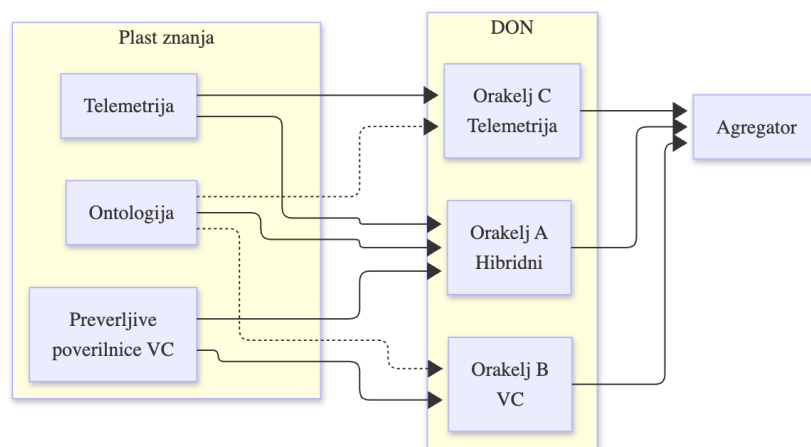 Plast znanja
Telemetrija
Ontologija
Preverljive
poverilnice VC
DON
Orakelj C
Telemetrija
Orakelj A
Hibridni
Orakelj B
VC
Agregator